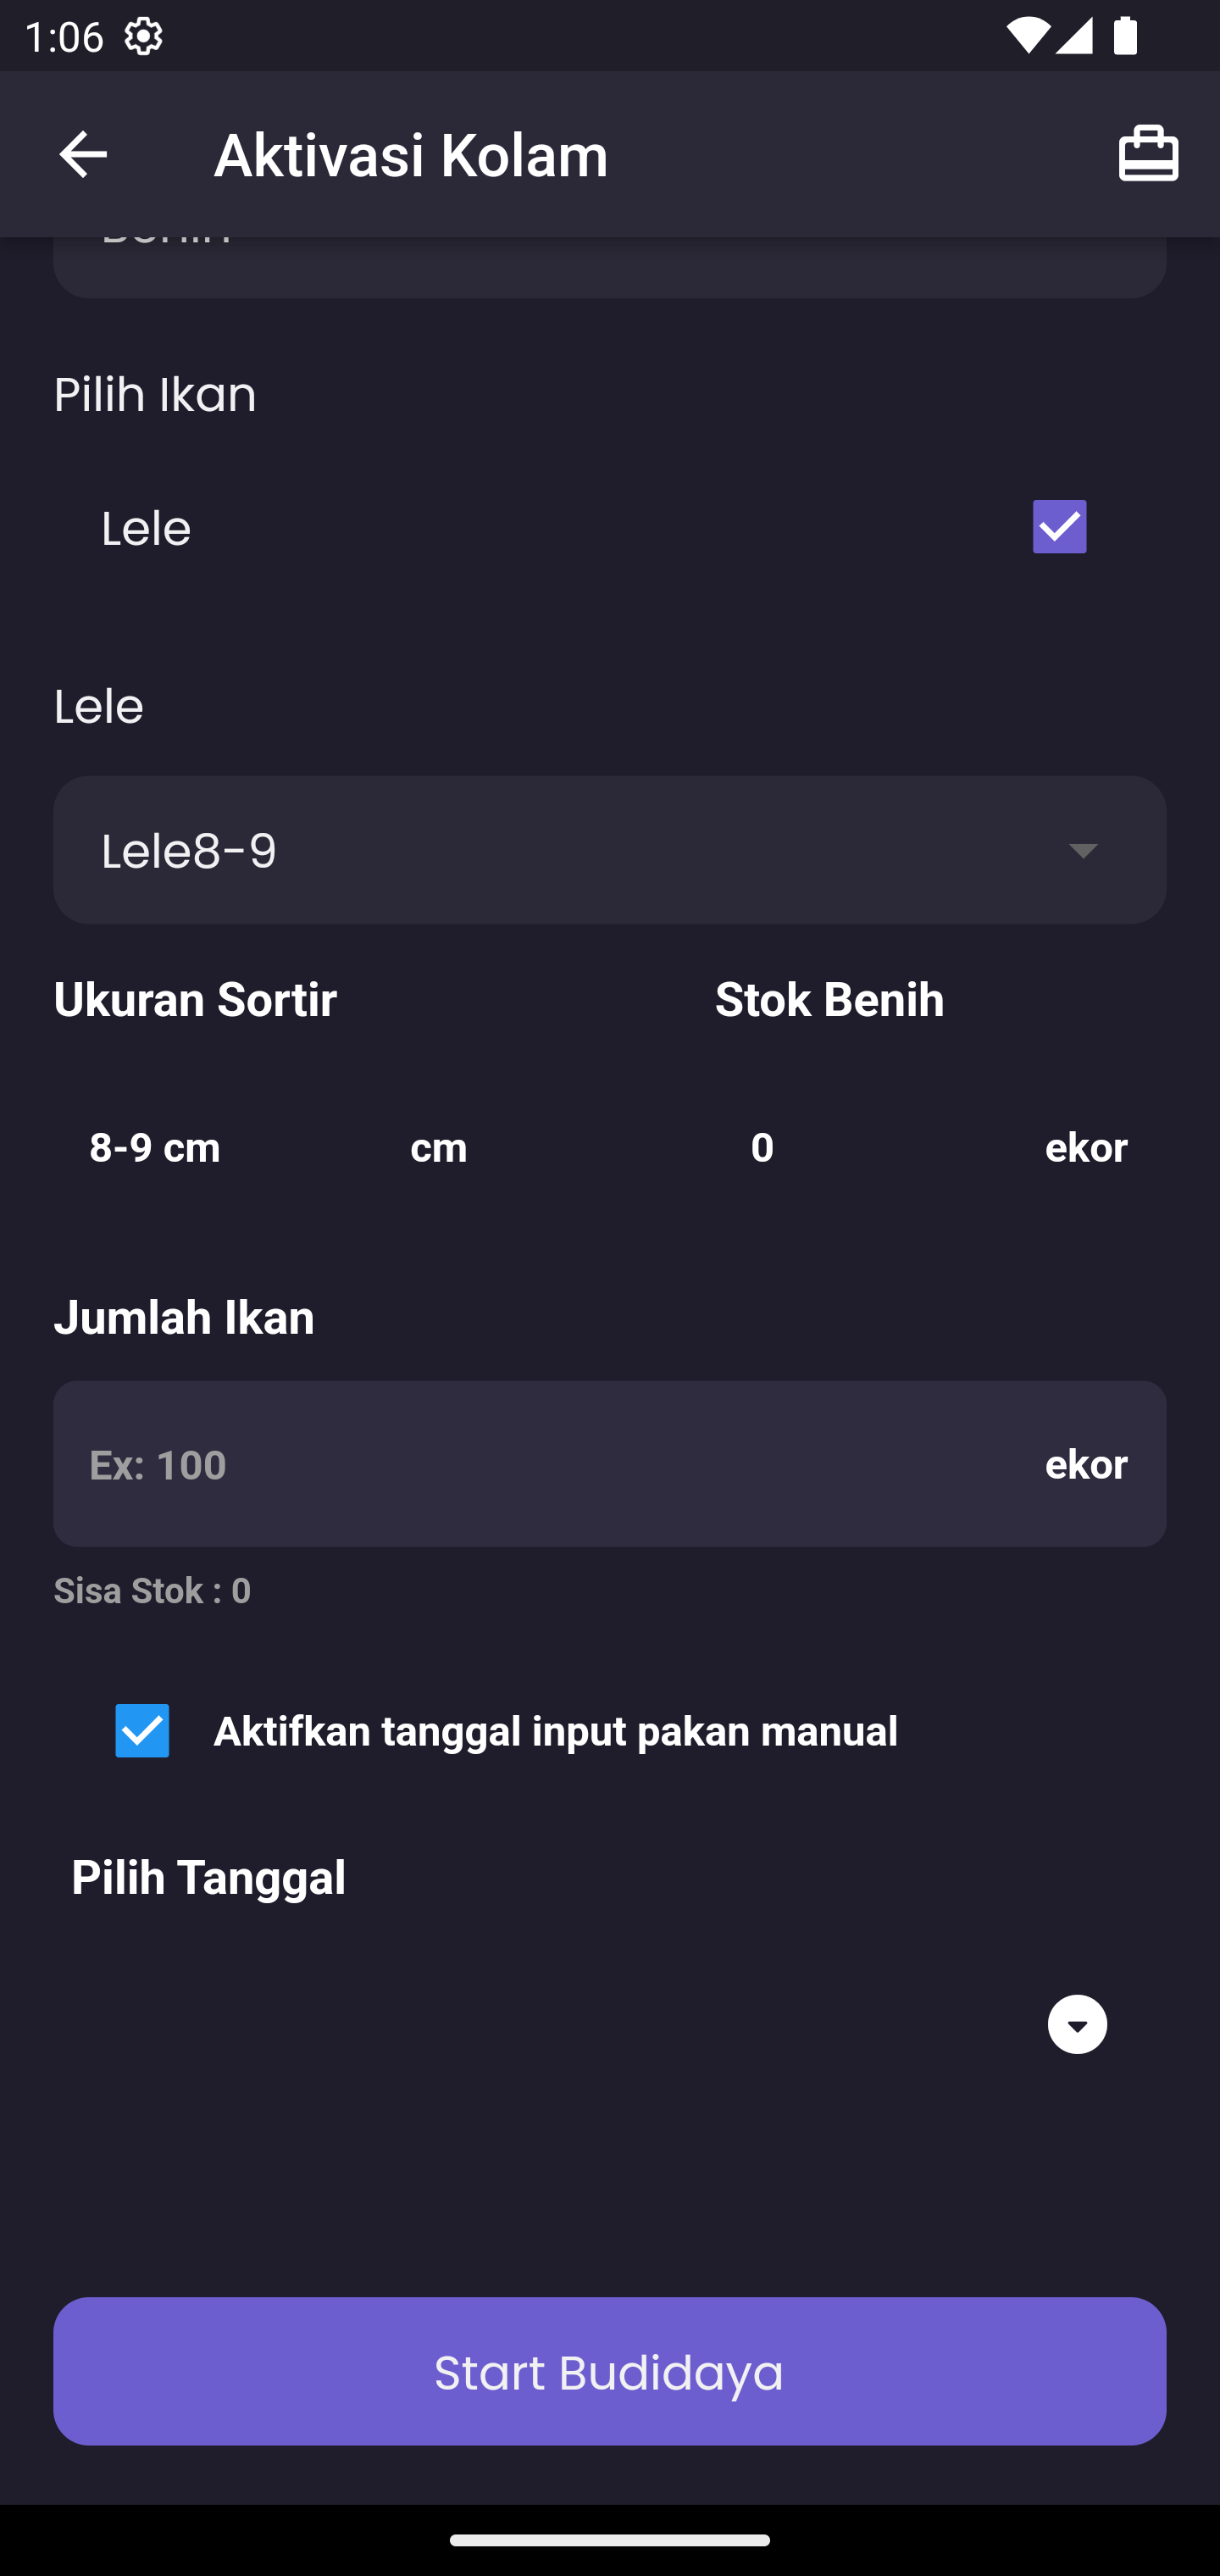 1:06
Aktivasi Kolam
Pilih Ikan
Lele
Lele
Lele8-9
Ukuran Sortir Stok Benih
8-9 cm cm 0 ekor
Jumlah Ikan
Ex: 100 ekor
Sisa Stok : 0
Aktifkan tanggal input pakan manual
Pilih Tanggal
Start Budidaya